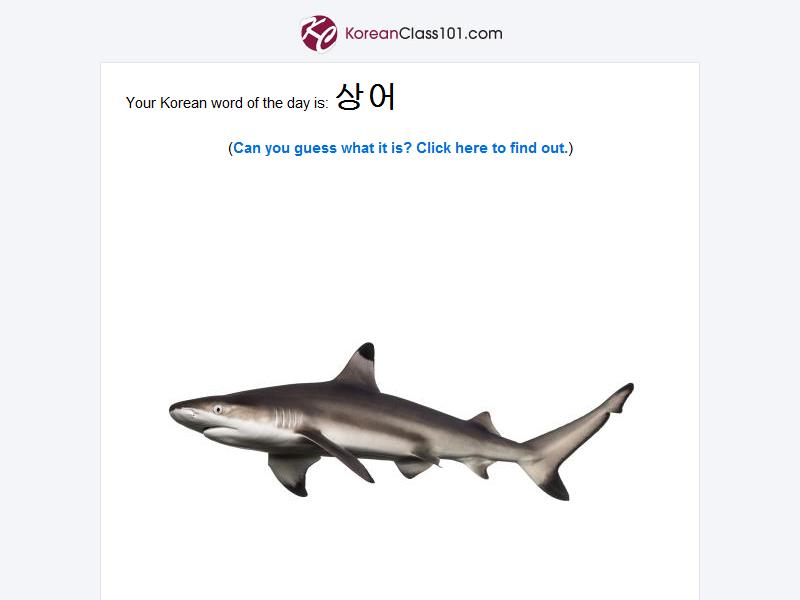 KoreanClass101.com
Your Korean word of the day is: 상어
(Can you guess what it is? Click here to find out.)